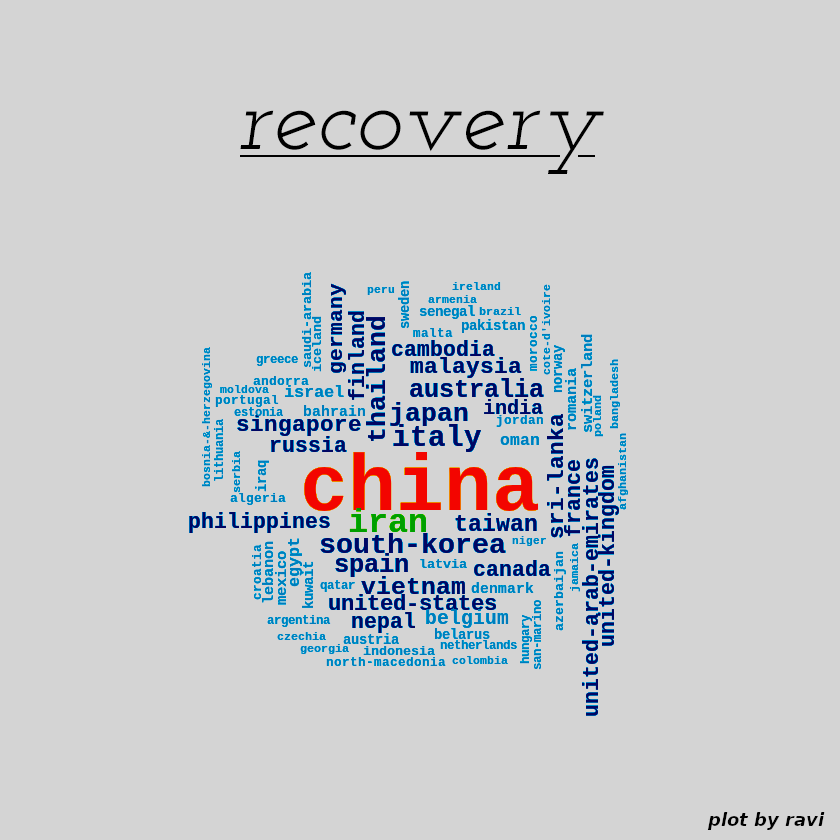 recovery
saudi-arabia
iceland
germany
finland
thailand
peru
sweden
ireland
armenia
senegal
brazil
malta
pakistan
morocco
cote-d'ivoire
norway
romania
switzerland
poland
bangladesh
cambodia
malaysia
australia
greece
andorra
moldova
portugal
israel
estonia
bahrain
japan
india
jordan
singapore
italy
oman
russia
bosnia-&-herzegovina
lithuania
serbia
iraq
algeria
china
sri-lanka
france
united-arab-emirates
united-kingdom
afghanistan
philippines
iran
taiwan
south-korea
niger
croatia
lebanon
mexico
egypt
kuwait
spain
latvia
canada
azerbaijan
jamaica
qatar
vietnam
denmark
united-states
argentina
nepal
belgium
hungary
san-marino
czechia
austria
belarus
georgia
indonesia
netherlands
north-macedonia
colombia
plot by ravi